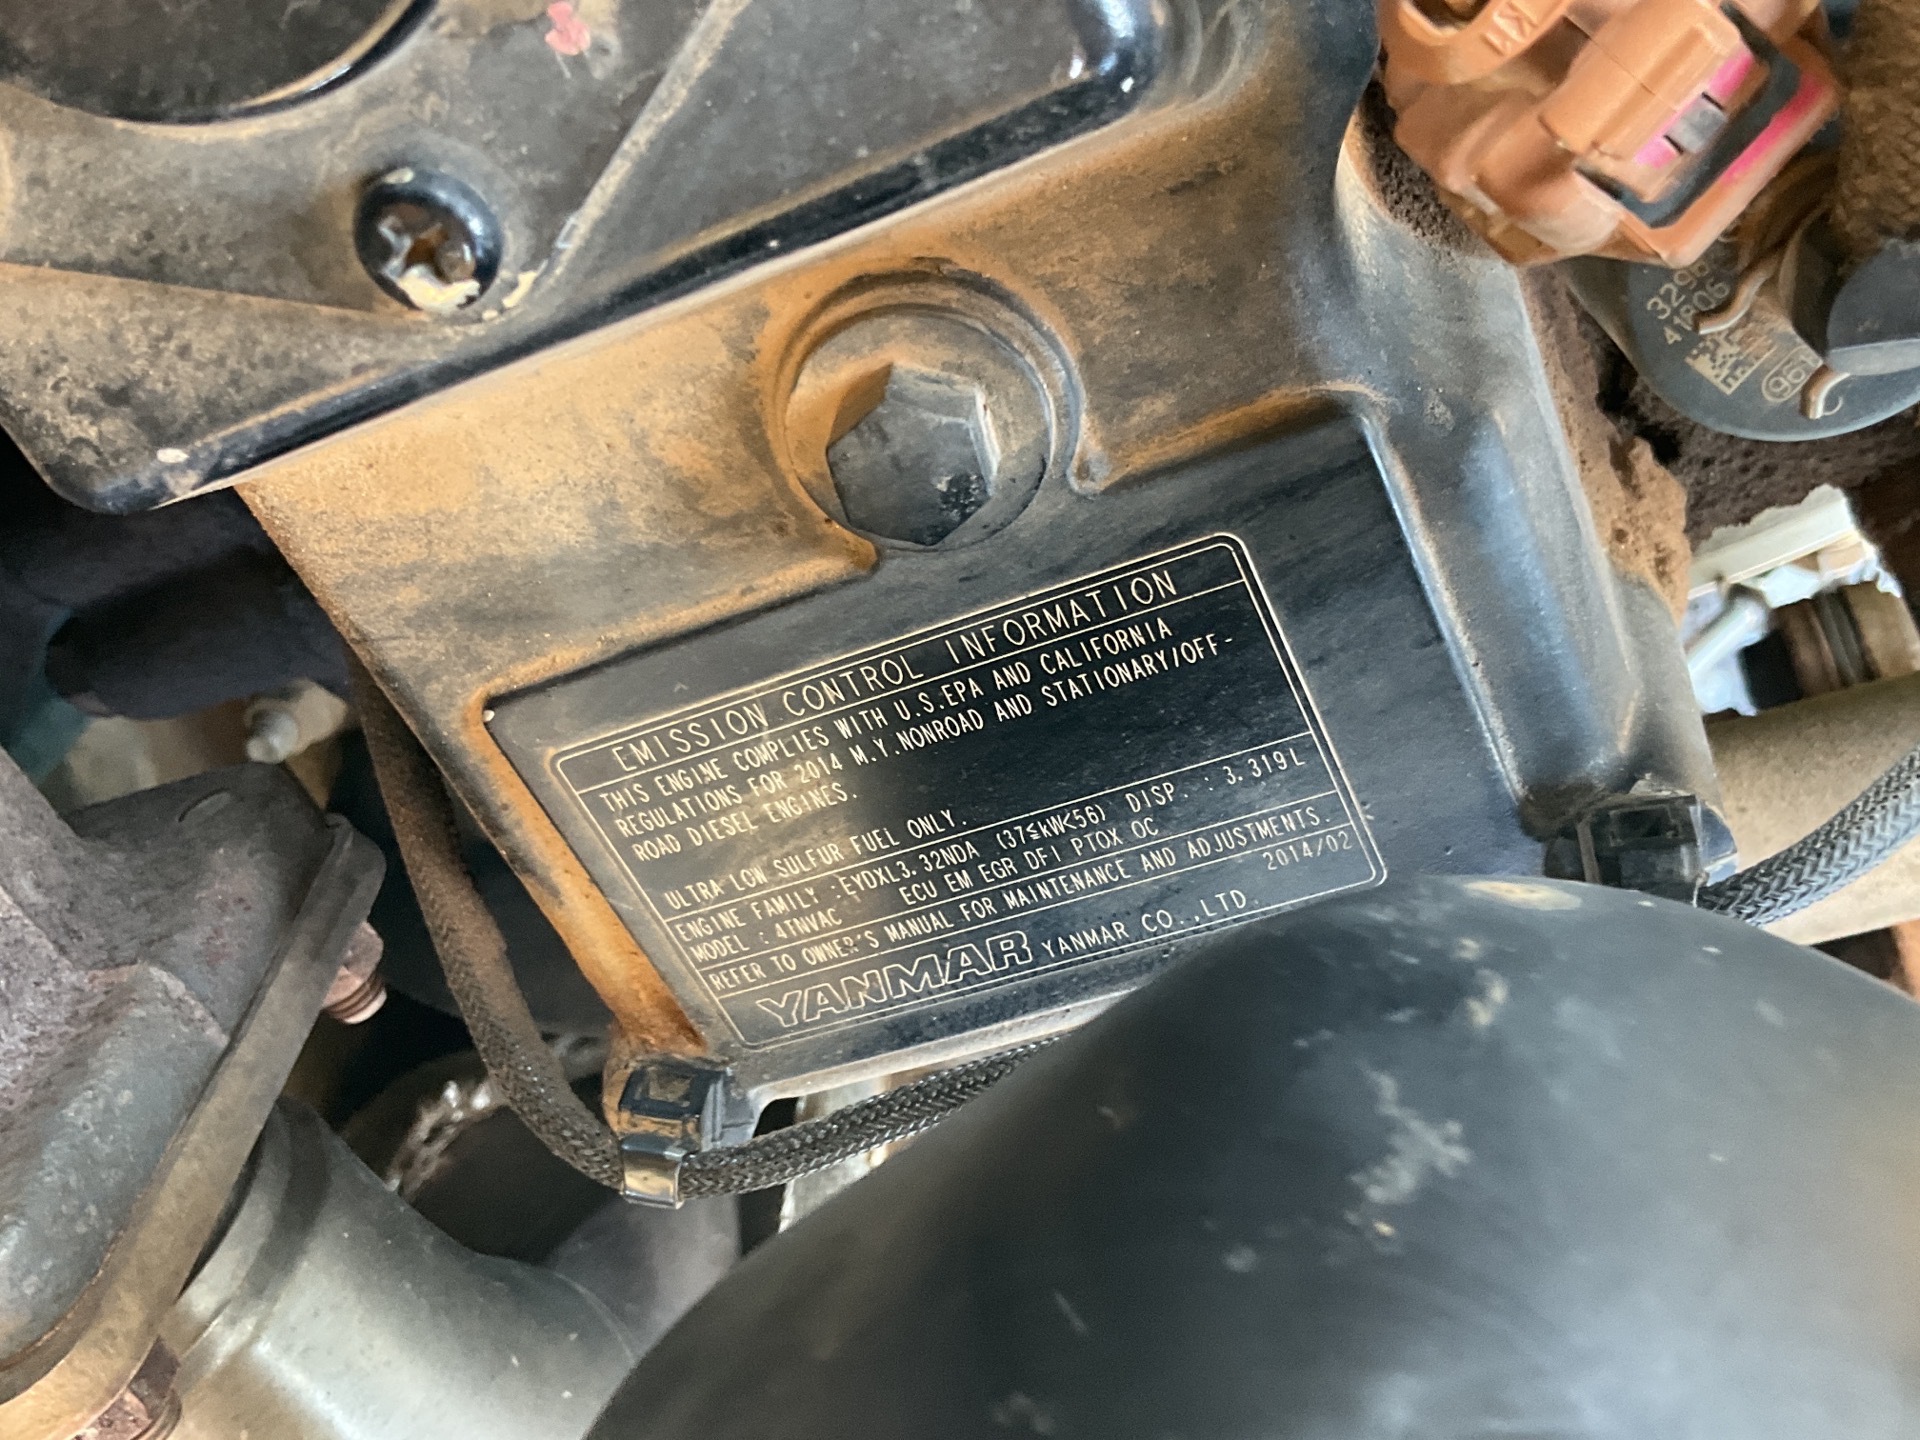 EMISSION CONTROL INFORMATION
THIS ENGINE COMPLIES WITH U.S.EPA AND CALIFORNIA
REGULATIONS FOR 2014 M.Y.NONROAD AND STATIONARY/OFF-
ROAD DIESEL ENGINES.
ULTRA LOW SULFUR FUEL ONLY.
ENGINE FAMILY :EYDXL3.32NDA (37≦kW<56) DISP. : 3.319L
MODEL : 4TNVAC ECU EM EGR DFI PTOX OC
REFER TO OWNER'S MANUAL FOR MAINTENANCE AND ADJUSTMENTS.
YANMAR YANMAR CO.,LTD. 2014/02